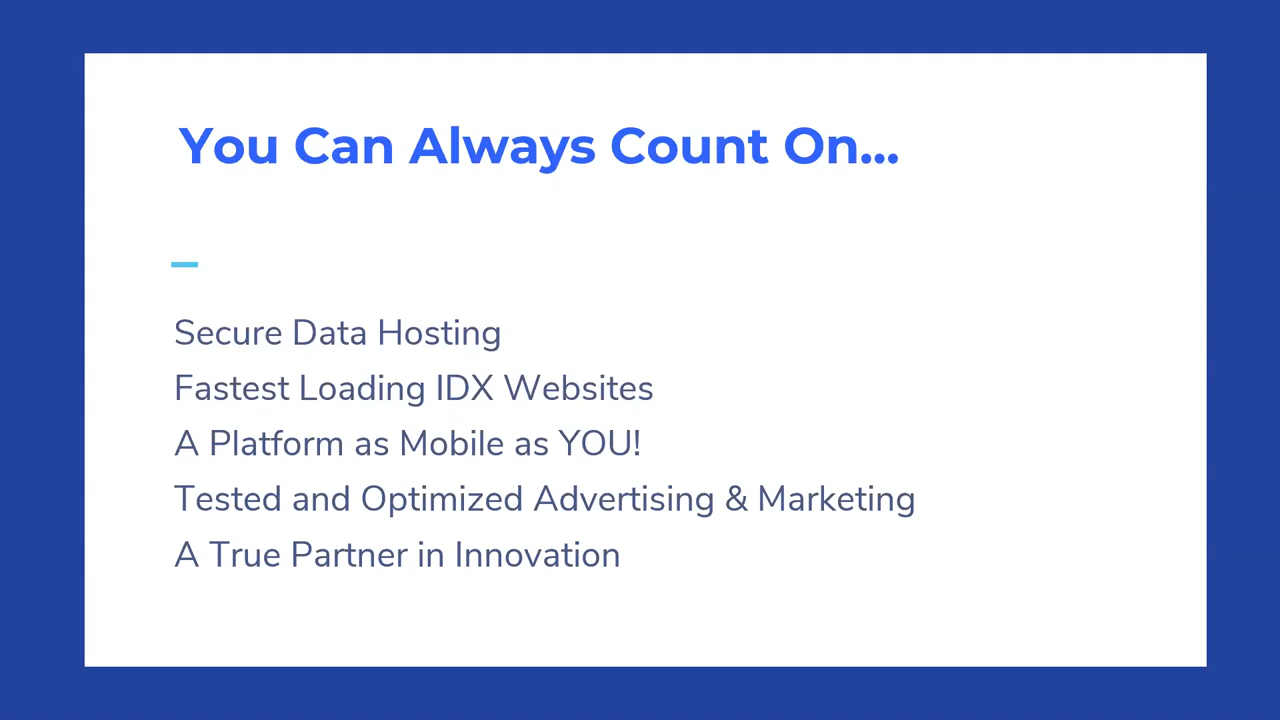 You Can Always Count On...
Secure Data Hosting
Fastest Loading IDX Websites
A Platform as Mobile as YOU!
Tested and Optimized Advertising & Marketing
A True Partner in Innovation